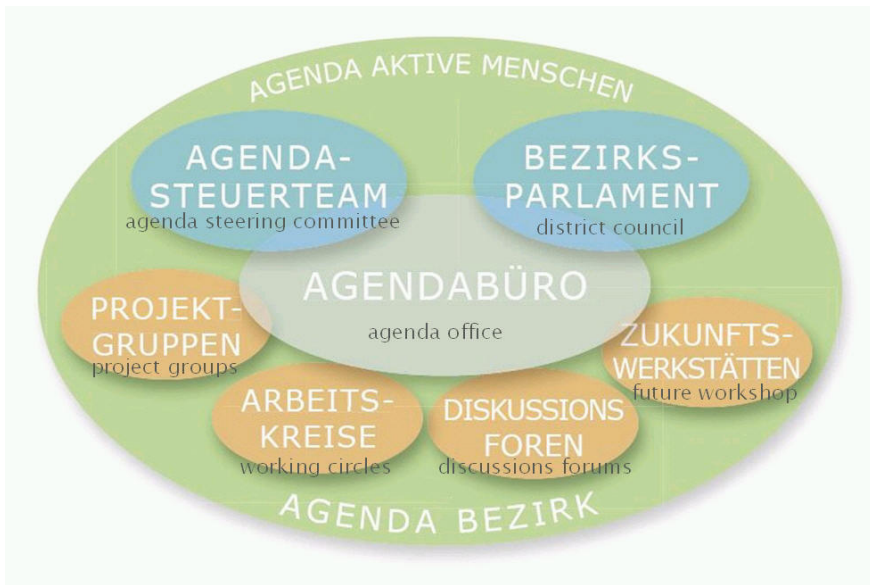 AGENDA AKTIVE MENSCHEN
AGENDA-
STEUERTEAM
agenda steering committee
BEZIRKS-
PARLAMENT
district council
AGENDABÜRO
agenda office
PROJEKT-
GRUPPEN
project groups
ZUKUNFTS-
WERKSTÄTTEN
future workshop
ARBEITS-
KREISE
working circles
DISKUSSIONS
FOREN
discussions forums
AGENDA BEZIRK